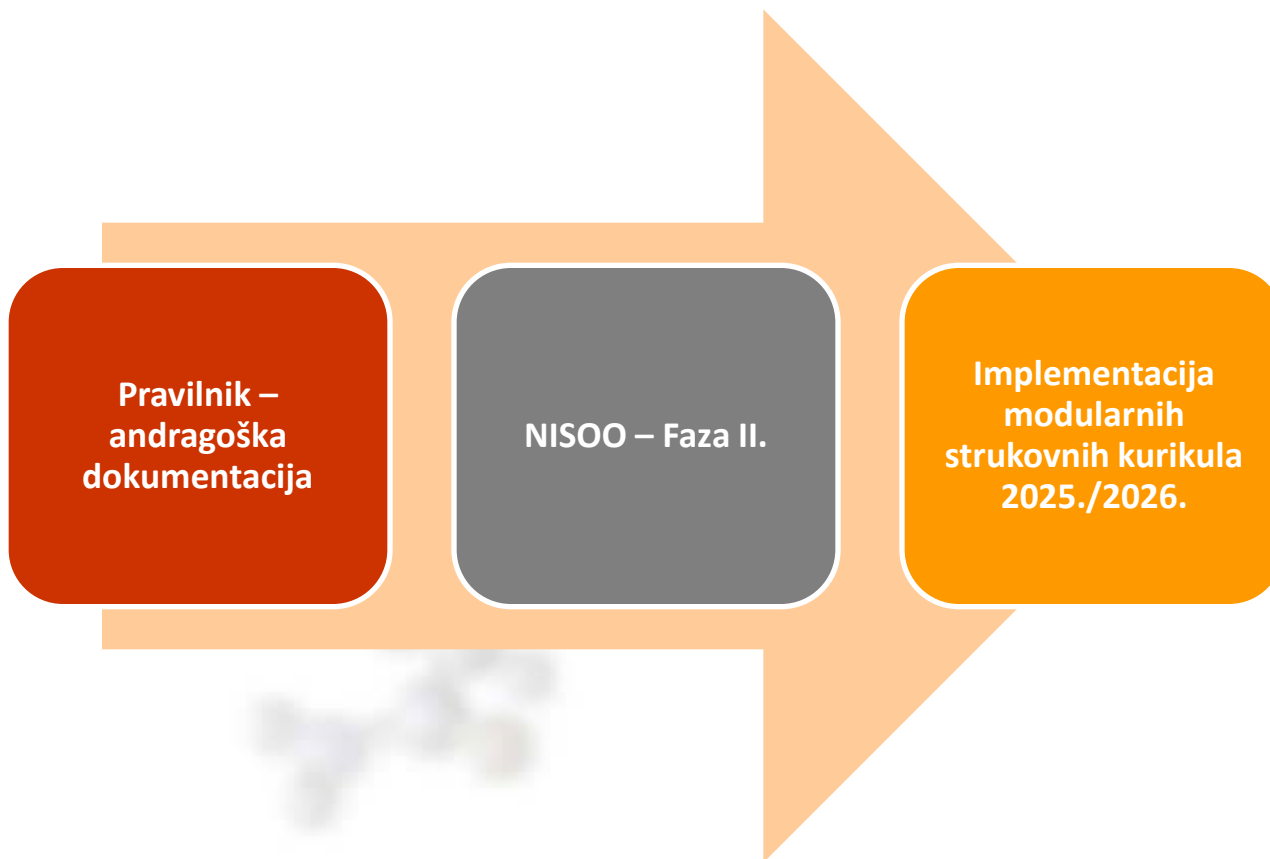 Pravilnik –
andragoška
dokumentacija
NISOO – Faza II.
Implementacija
modularnih
strukovnih kurikula
2025./2026.